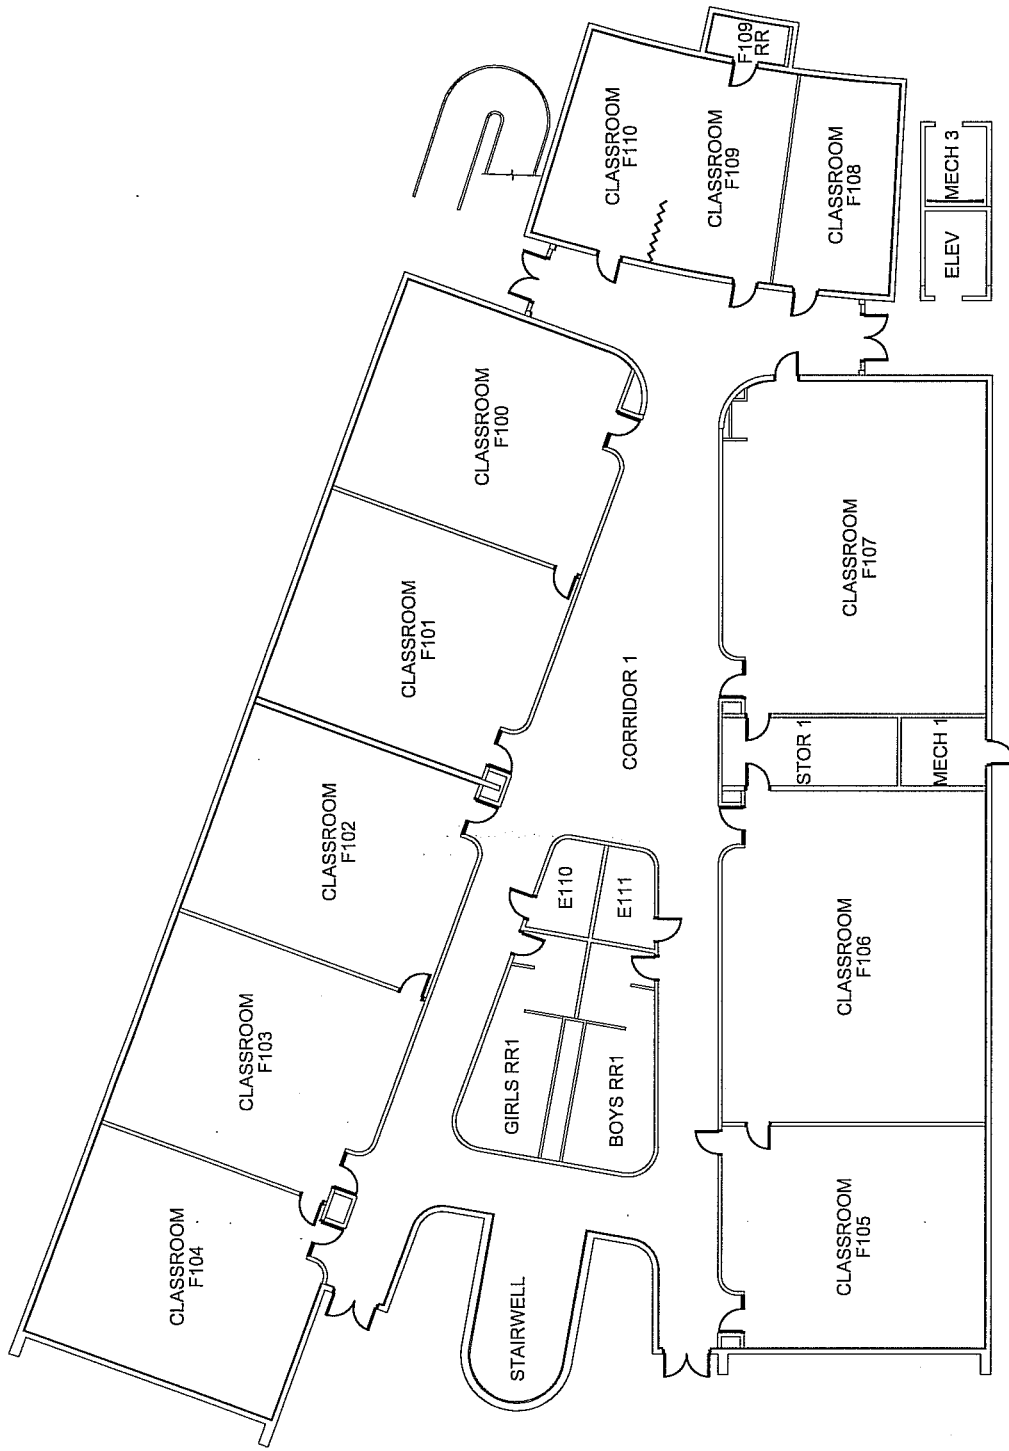 F109
RR
CLASSROOM
F110
CLASSROOM
F109
CLASSROOM
F108
MECH 3
ELEV
CLASSROOM
F100
CLASSROOM
F101
CLASSROOM
F102
CLASSROOM
F103
CLASSROOM
F104
CORRIDOR 1
CLASSROOM
F107
STOR 1
MECH 1
E110
E111
GIRLS RR1
BOYS RR1
CLASSROOM
F106
CLASSROOM
F105
STAIRWELL